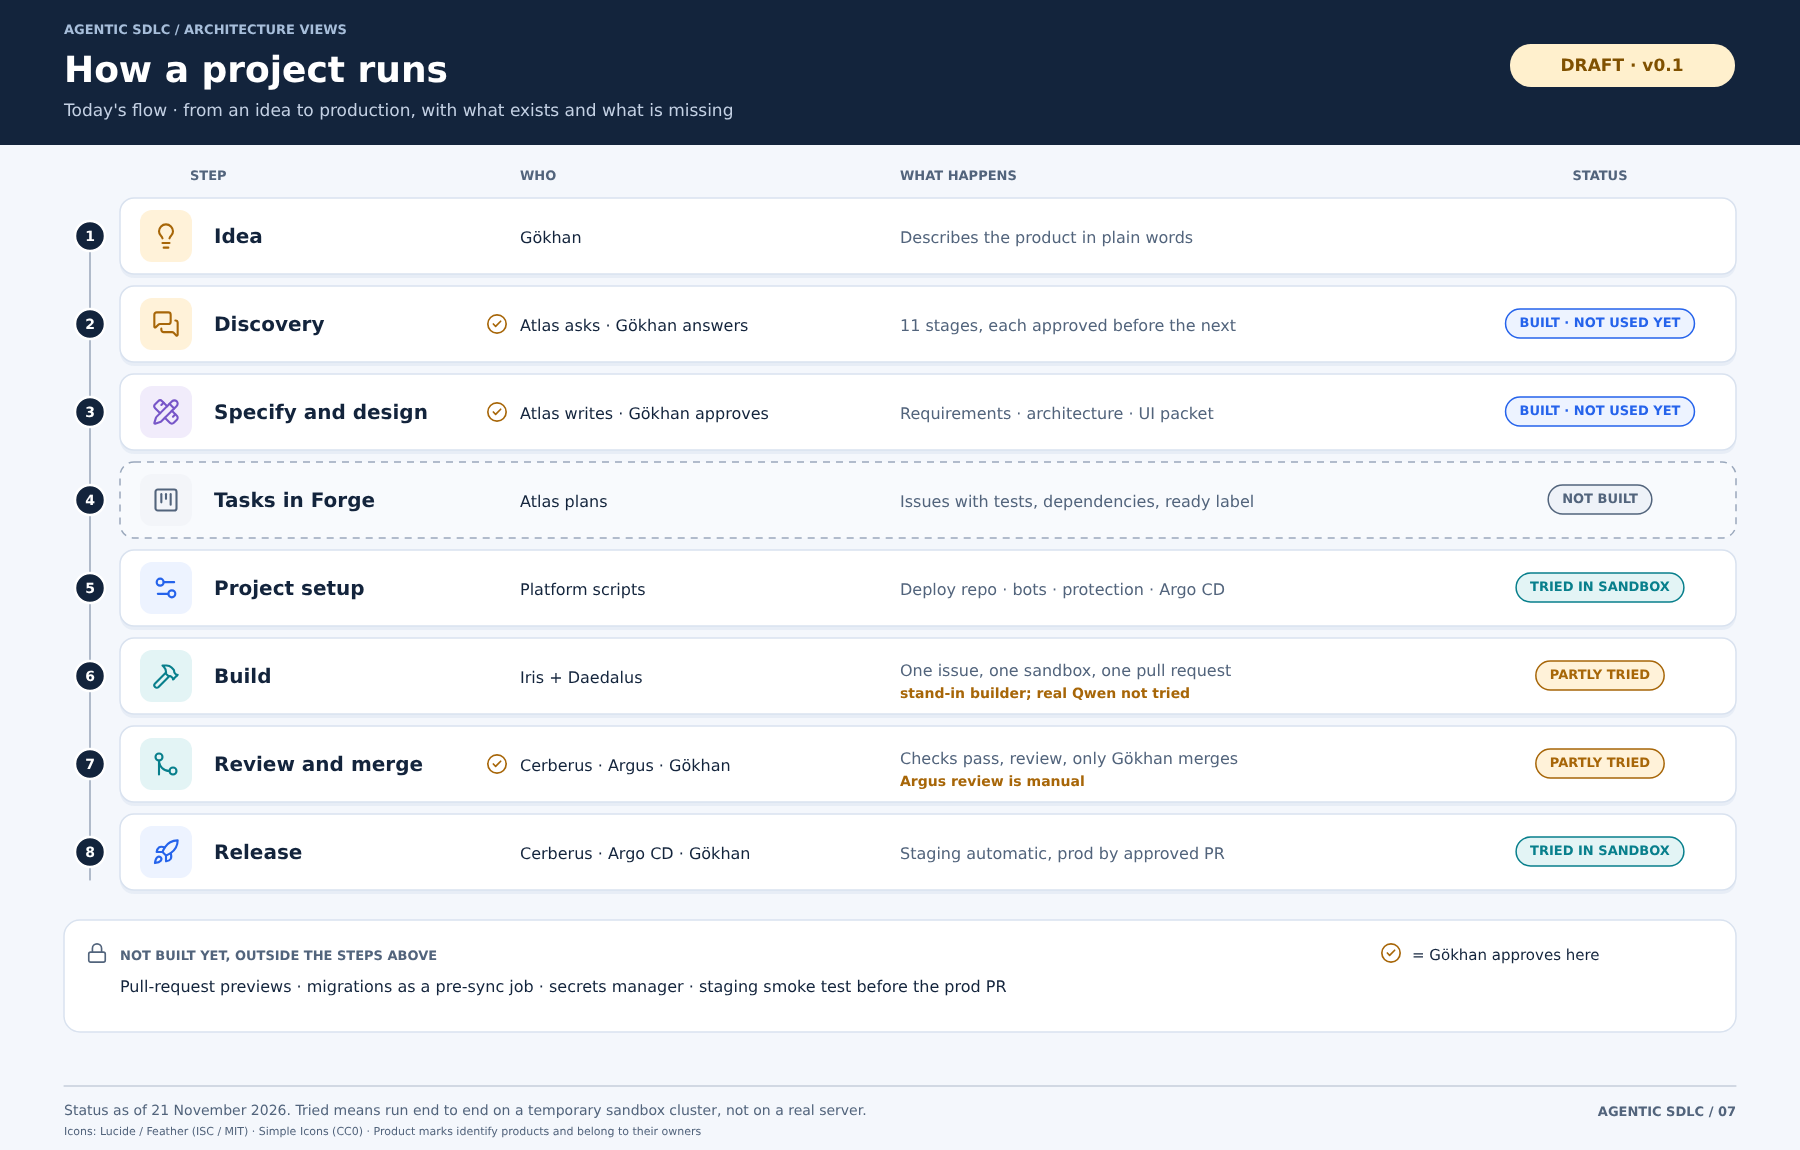 AGENTIC SDLC / ARCHITECTURE VIEWS
How a project runs
Today's flow · from an idea to production, with what exists and what is missing
DRAFT · v0.1
STEP WHO WHAT HAPPENS STATUS
1 Idea Gökhan Describes the product in plain words
2 Discovery Atlas asks · Gökhan answers 11 stages, each approved before the next BUILT · NOT USED YET
3 Specify and design Atlas writes · Gökhan approves Requirements · architecture · UI packet BUILT · NOT USED YET
4 Tasks in Forge Atlas plans Issues with tests, dependencies, ready label NOT BUILT
5 Project setup Platform scripts Deploy repo · bots · protection · Argo CD TRIED IN SANDBOX
6 Build Iris + Daedalus One issue, one sandbox, one pull request PARTLY TRIED
stand-in builder; real Qwen not tried
7 Review and merge Cerberus · Argus · Gökhan Checks pass, review, only Gökhan merges PARTLY TRIED
Argus review is manual
8 Release Cerberus · Argo CD · Gökhan Staging automatic, prod by approved PR TRIED IN SANDBOX
NOT BUILT YET, OUTSIDE THE STEPS ABOVE
= Gökhan approves here
Pull-request previews · migrations as a pre-sync job · secrets manager · staging smoke test before the prod PR
Status as of 21 November 2026. Tried means run end to end on a temporary sandbox cluster, not on a real server.
AGENTIC SDLC / 07
Icons: Lucide / Feather (ISC / MIT) · Simple Icons (CC0) · Product marks identify products and belong to their owners